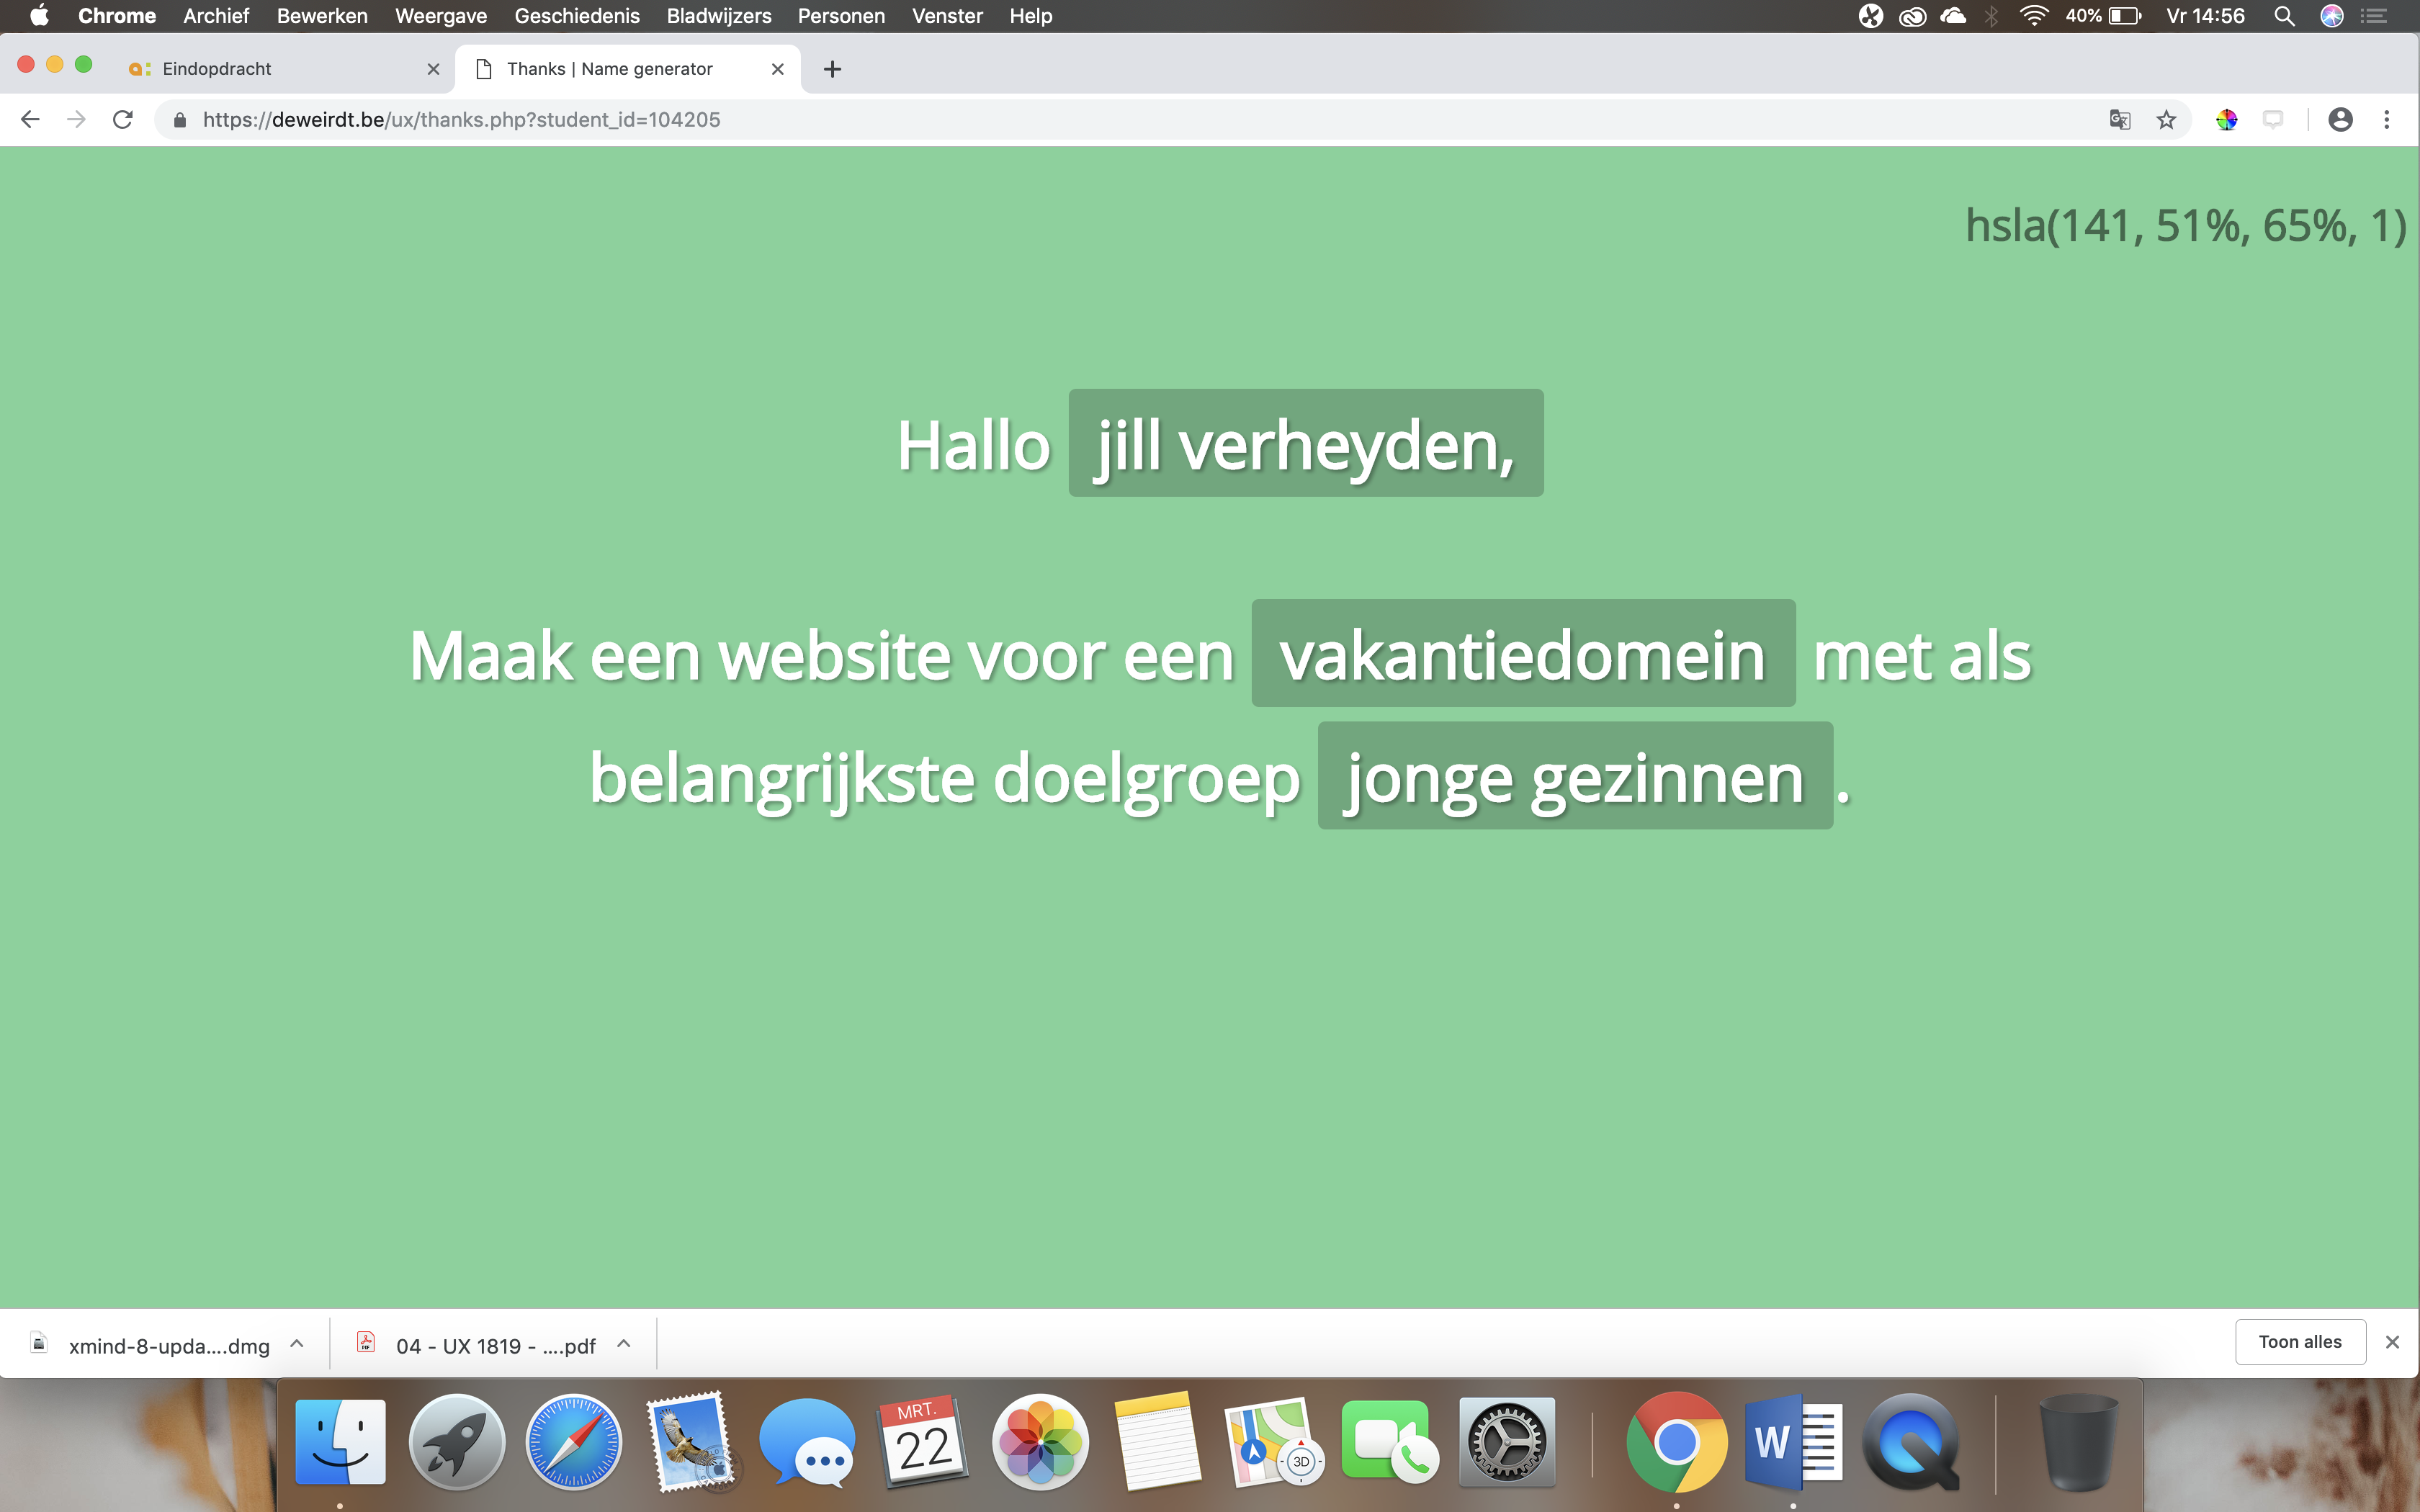 Chrome Archief Bewerken Weergave Geschiedenis Bladwijzers Personen Venster Help 40% Vr 14:56
Eindopdracht Thanks | Name generator
https://deweirdt.be/ux/thanks.php?student_id=104205
hsla(141, 51%, 65%, 1)
Hallo jill verheyden,
Maak een website voor een vakantiedomein met als
belangrijkste doelgroep jonge gezinnen .
xmind-8-upda....dmg 04 - UX 1819 - ....pdf Toon alles
MRT.
22
3D
W